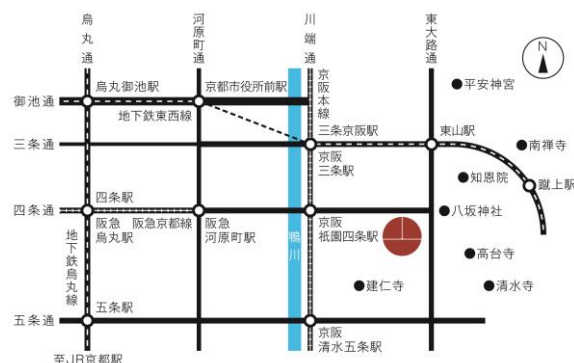 烏丸通
河原町通
川端通
東大路通
N
烏丸御池駅
京都市役所前駅
京阪本線
平安神宮
御池通
地下鉄東西線
三条京阪駅
東山駅
南禅寺
三条通
京阪
三条駅
知恩院
蹴上駅
四条駅
四条通
阪急
烏丸駅
阪急京都線
阪急
河原町駅
鴨川
京阪
祇園四条駅
八坂神社
地下鉄烏丸線
高台寺
建仁寺
清水寺
五条駅
五条通
京阪
清水五条駅
至JR京都駅